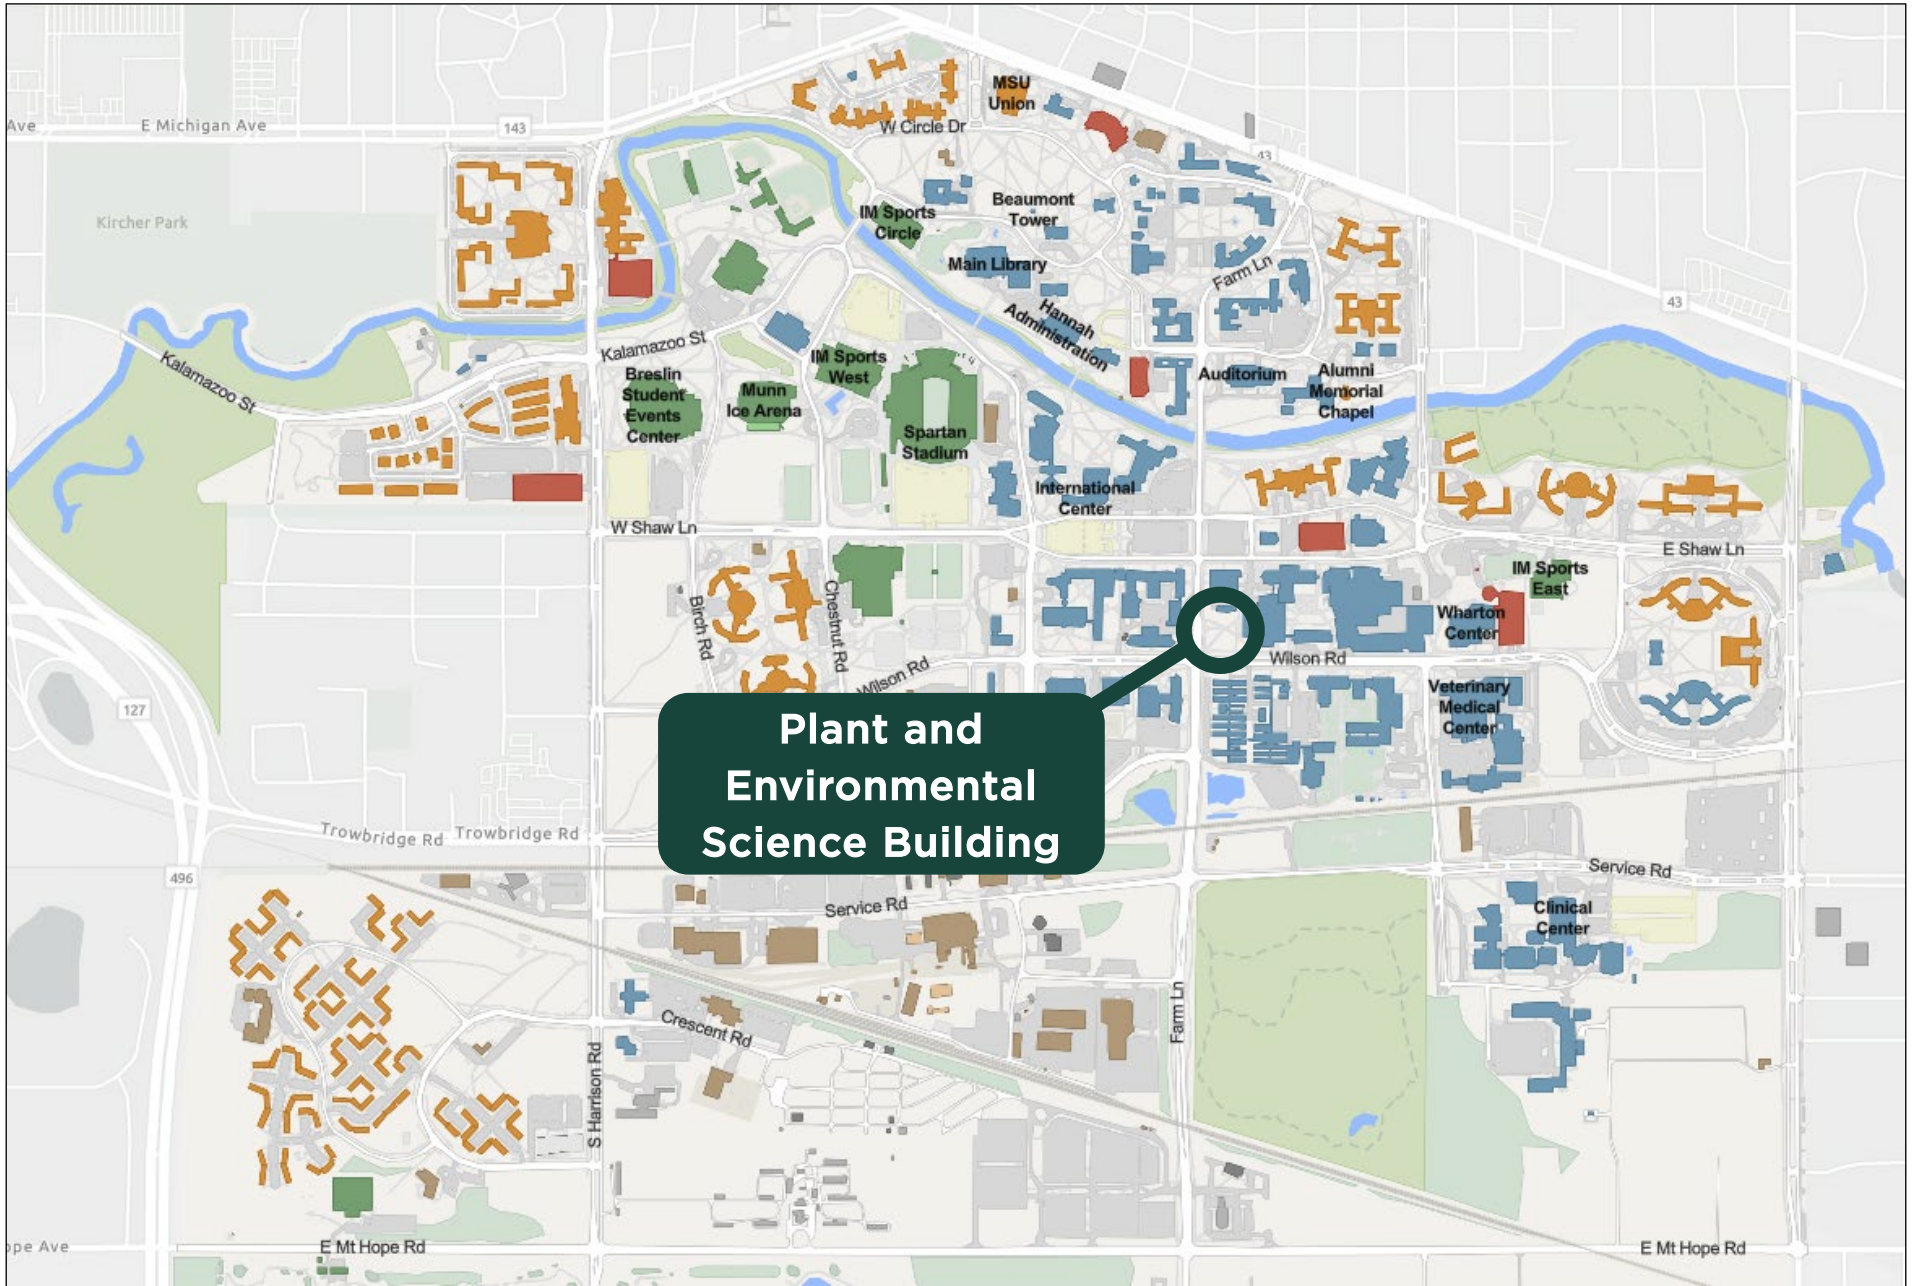 MSU
Union
Ave
E Michigan Ave
143
W Circle Dr
43
Kircher Park
IM Sports
Circle
Beaumont
Tower
Main Library
Farm Ln
Hannah
Administration
43
Kalamazoo St
Kalamazoo St
Breslin
Student
Events
Center
Munn
Ice Arena
IM Sports
West
Spartan
Stadium
Auditorium
Alumni
Memorial
Chapel
International
Center
W Shaw Ln
E Shaw Ln
IM Sports
East
Birch Rd
Chestnut Rd
Wharton
Center
Wilson Rd
Wilson Rd
Veterinary
Medical
Center
127
Plant and
Environmental
Science Building
Trowbridge Rd
Trowbridge Rd
496
Service Rd
Service Rd
Clinical
Center
Crescent Rd
Farm Ln
S Harrison Rd
ope Ave
E Mt Hope Rd
E Mt Hope Rd